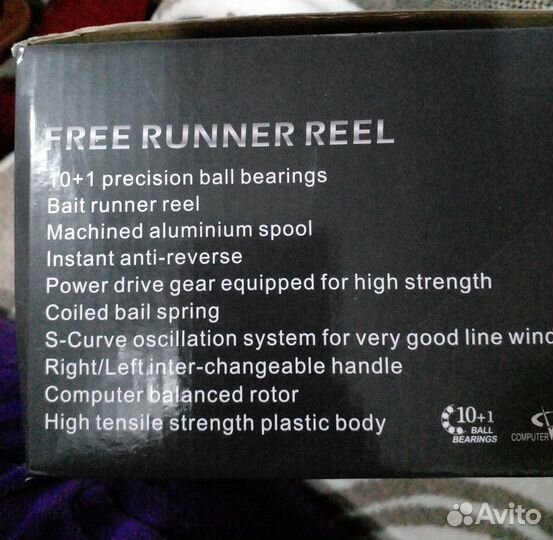 FREE RUNNER REEL
10+1 precision ball bearings
Bait runner reel
Machined aluminium spool
Instant anti-reverse
Power drive gear equipped for high strength
Coiled bail spring
S-Curve oscillation system for very good line wind
Right/Left inter-changeable handle
Computer balanced rotor
High tensile strength plastic body
10+1
BALL
BEARINGS
COMPUTER
Avito